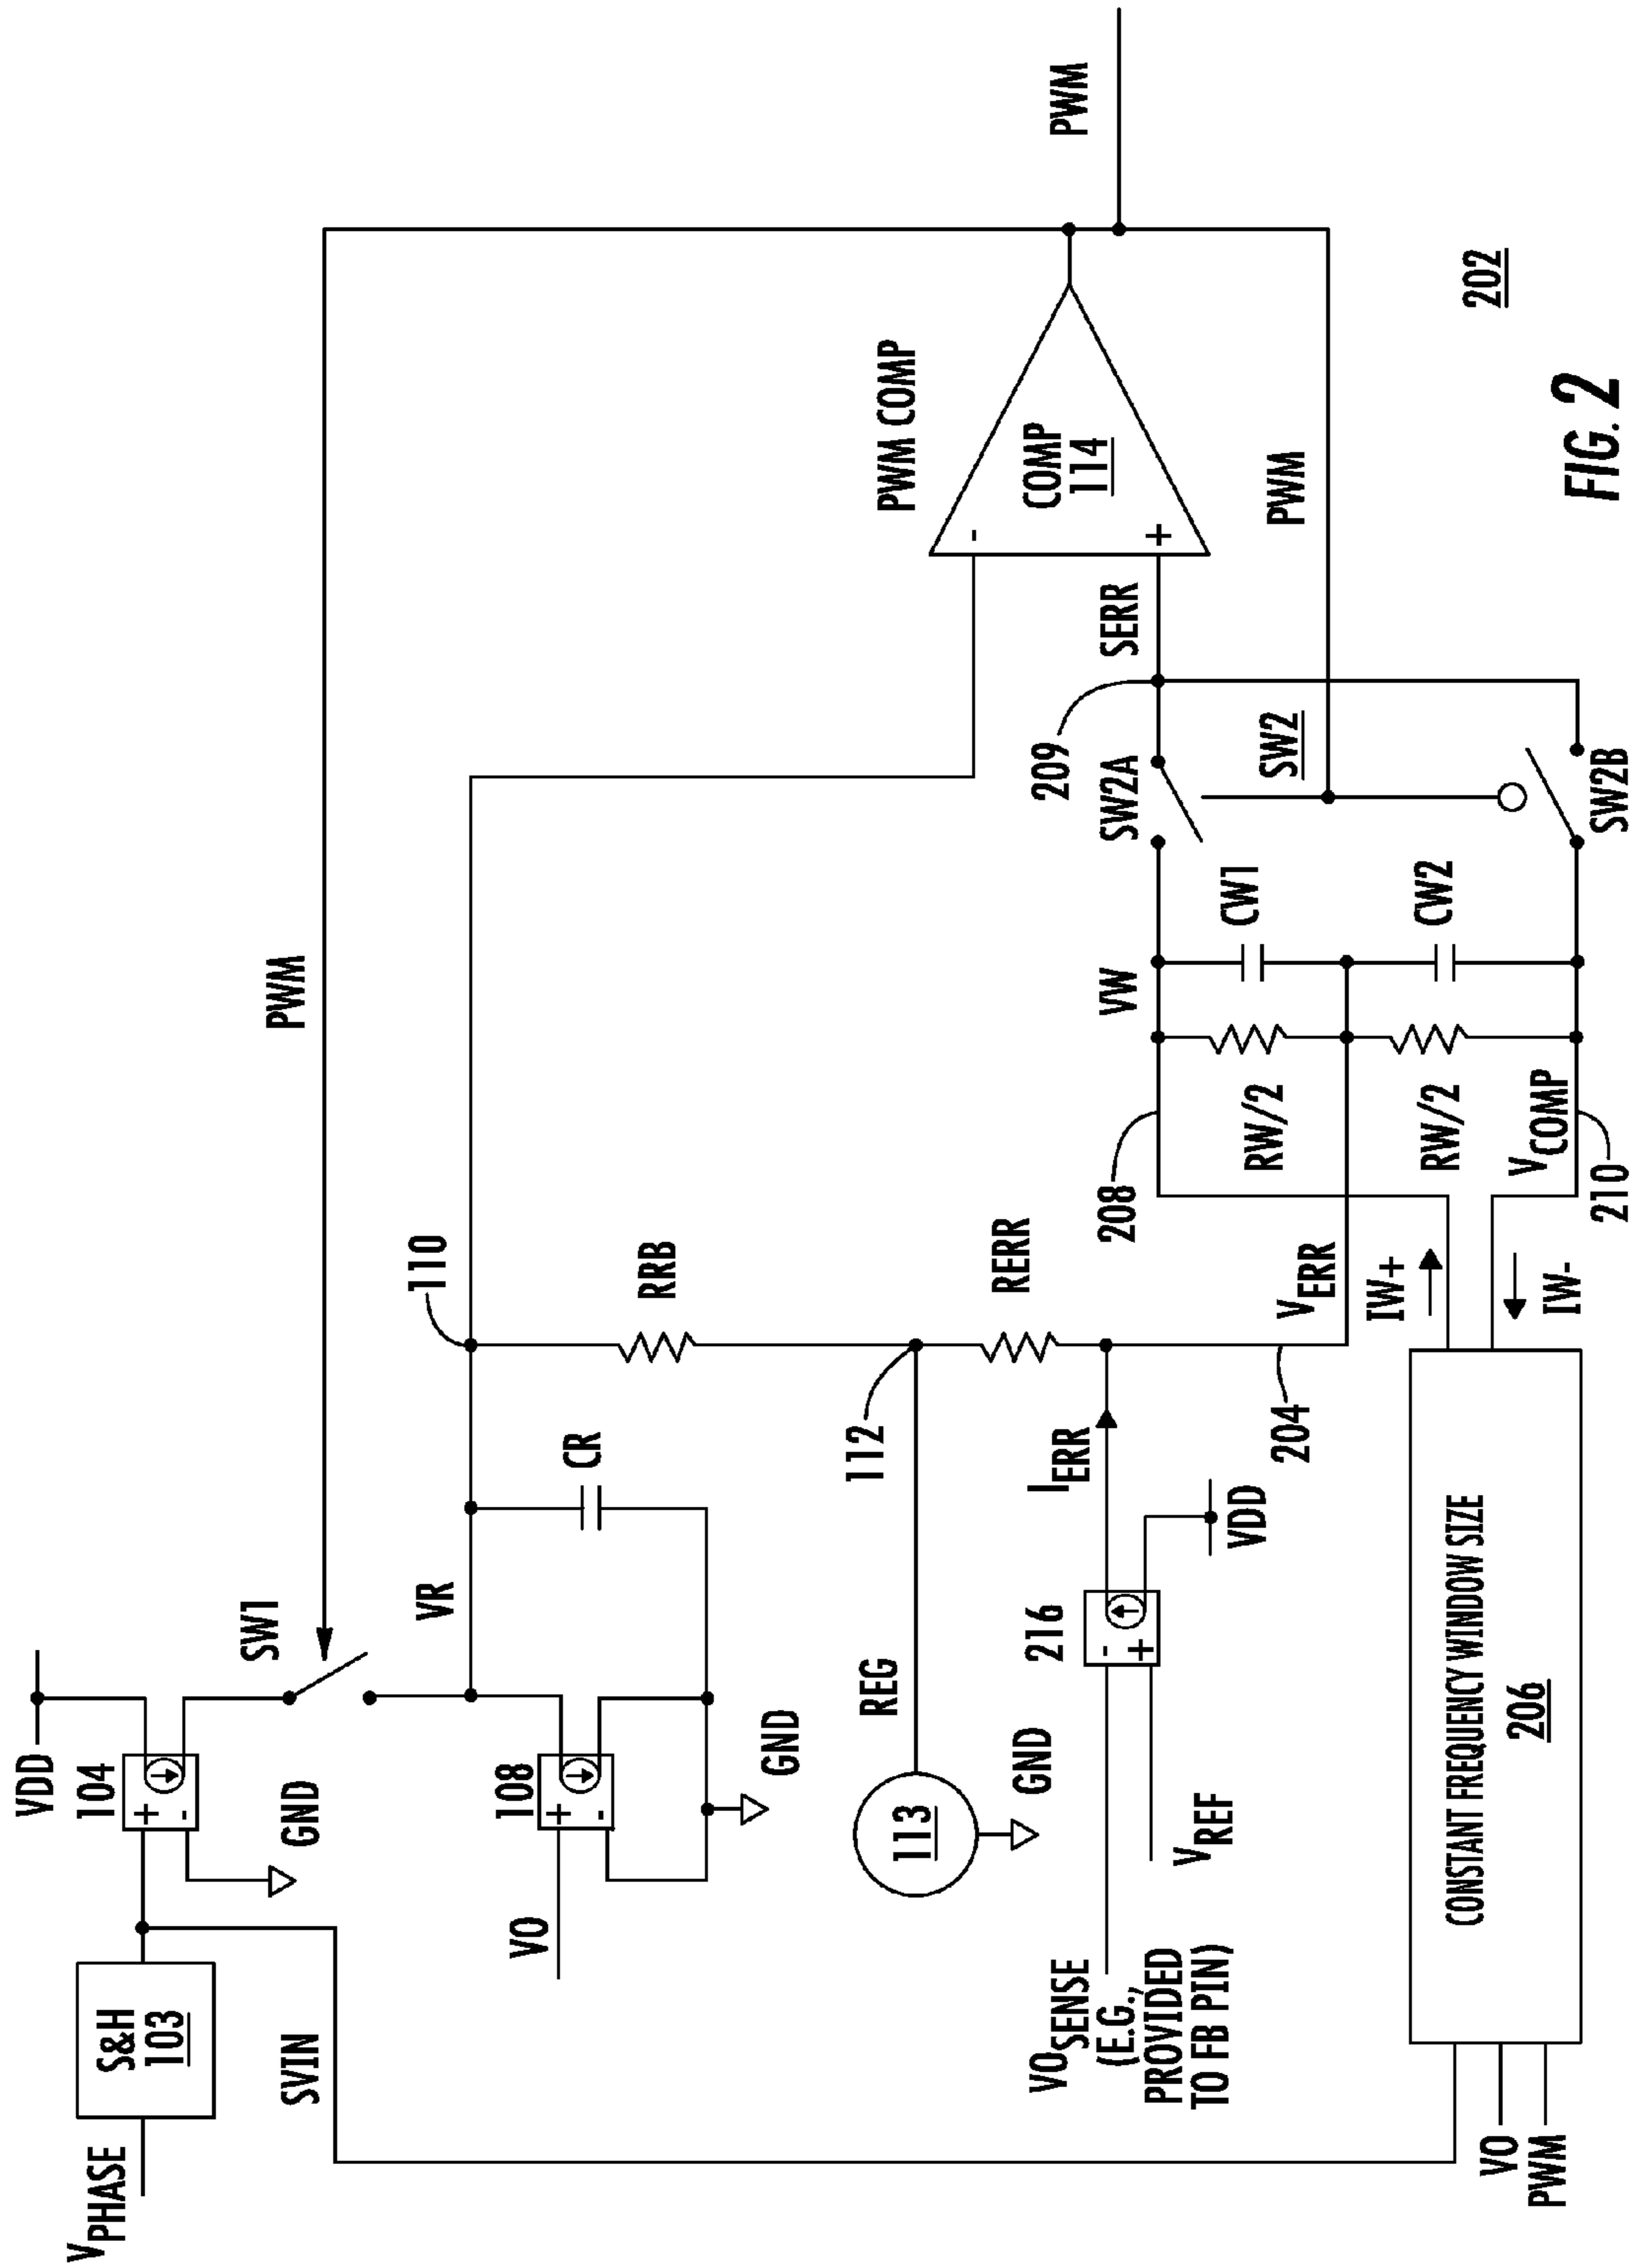 VPHASE
S&H
103
SVIN
VDD
104
+
-
GND
SW1
PWM
VO
108
+
-
GND
VR
CR
110
RRB
113
GND
REG
112
RERR
VOSENSE
(E.G.,
PROVIDED
TO FB PIN)
VREF
216
-
+
IERR
VDD
204
VERR
VO
PWM
CONSTANT FREQUENCY WINDOW SIZE
206
IW+
IW-
208
VW
RW/2
RW/2
VCOMP
210
CW1
CW2
209
SW2A
SW2
SW2B
SERR
PWM COMP
-
+
COMP
114
PWM
PWM
202
FIG. 2